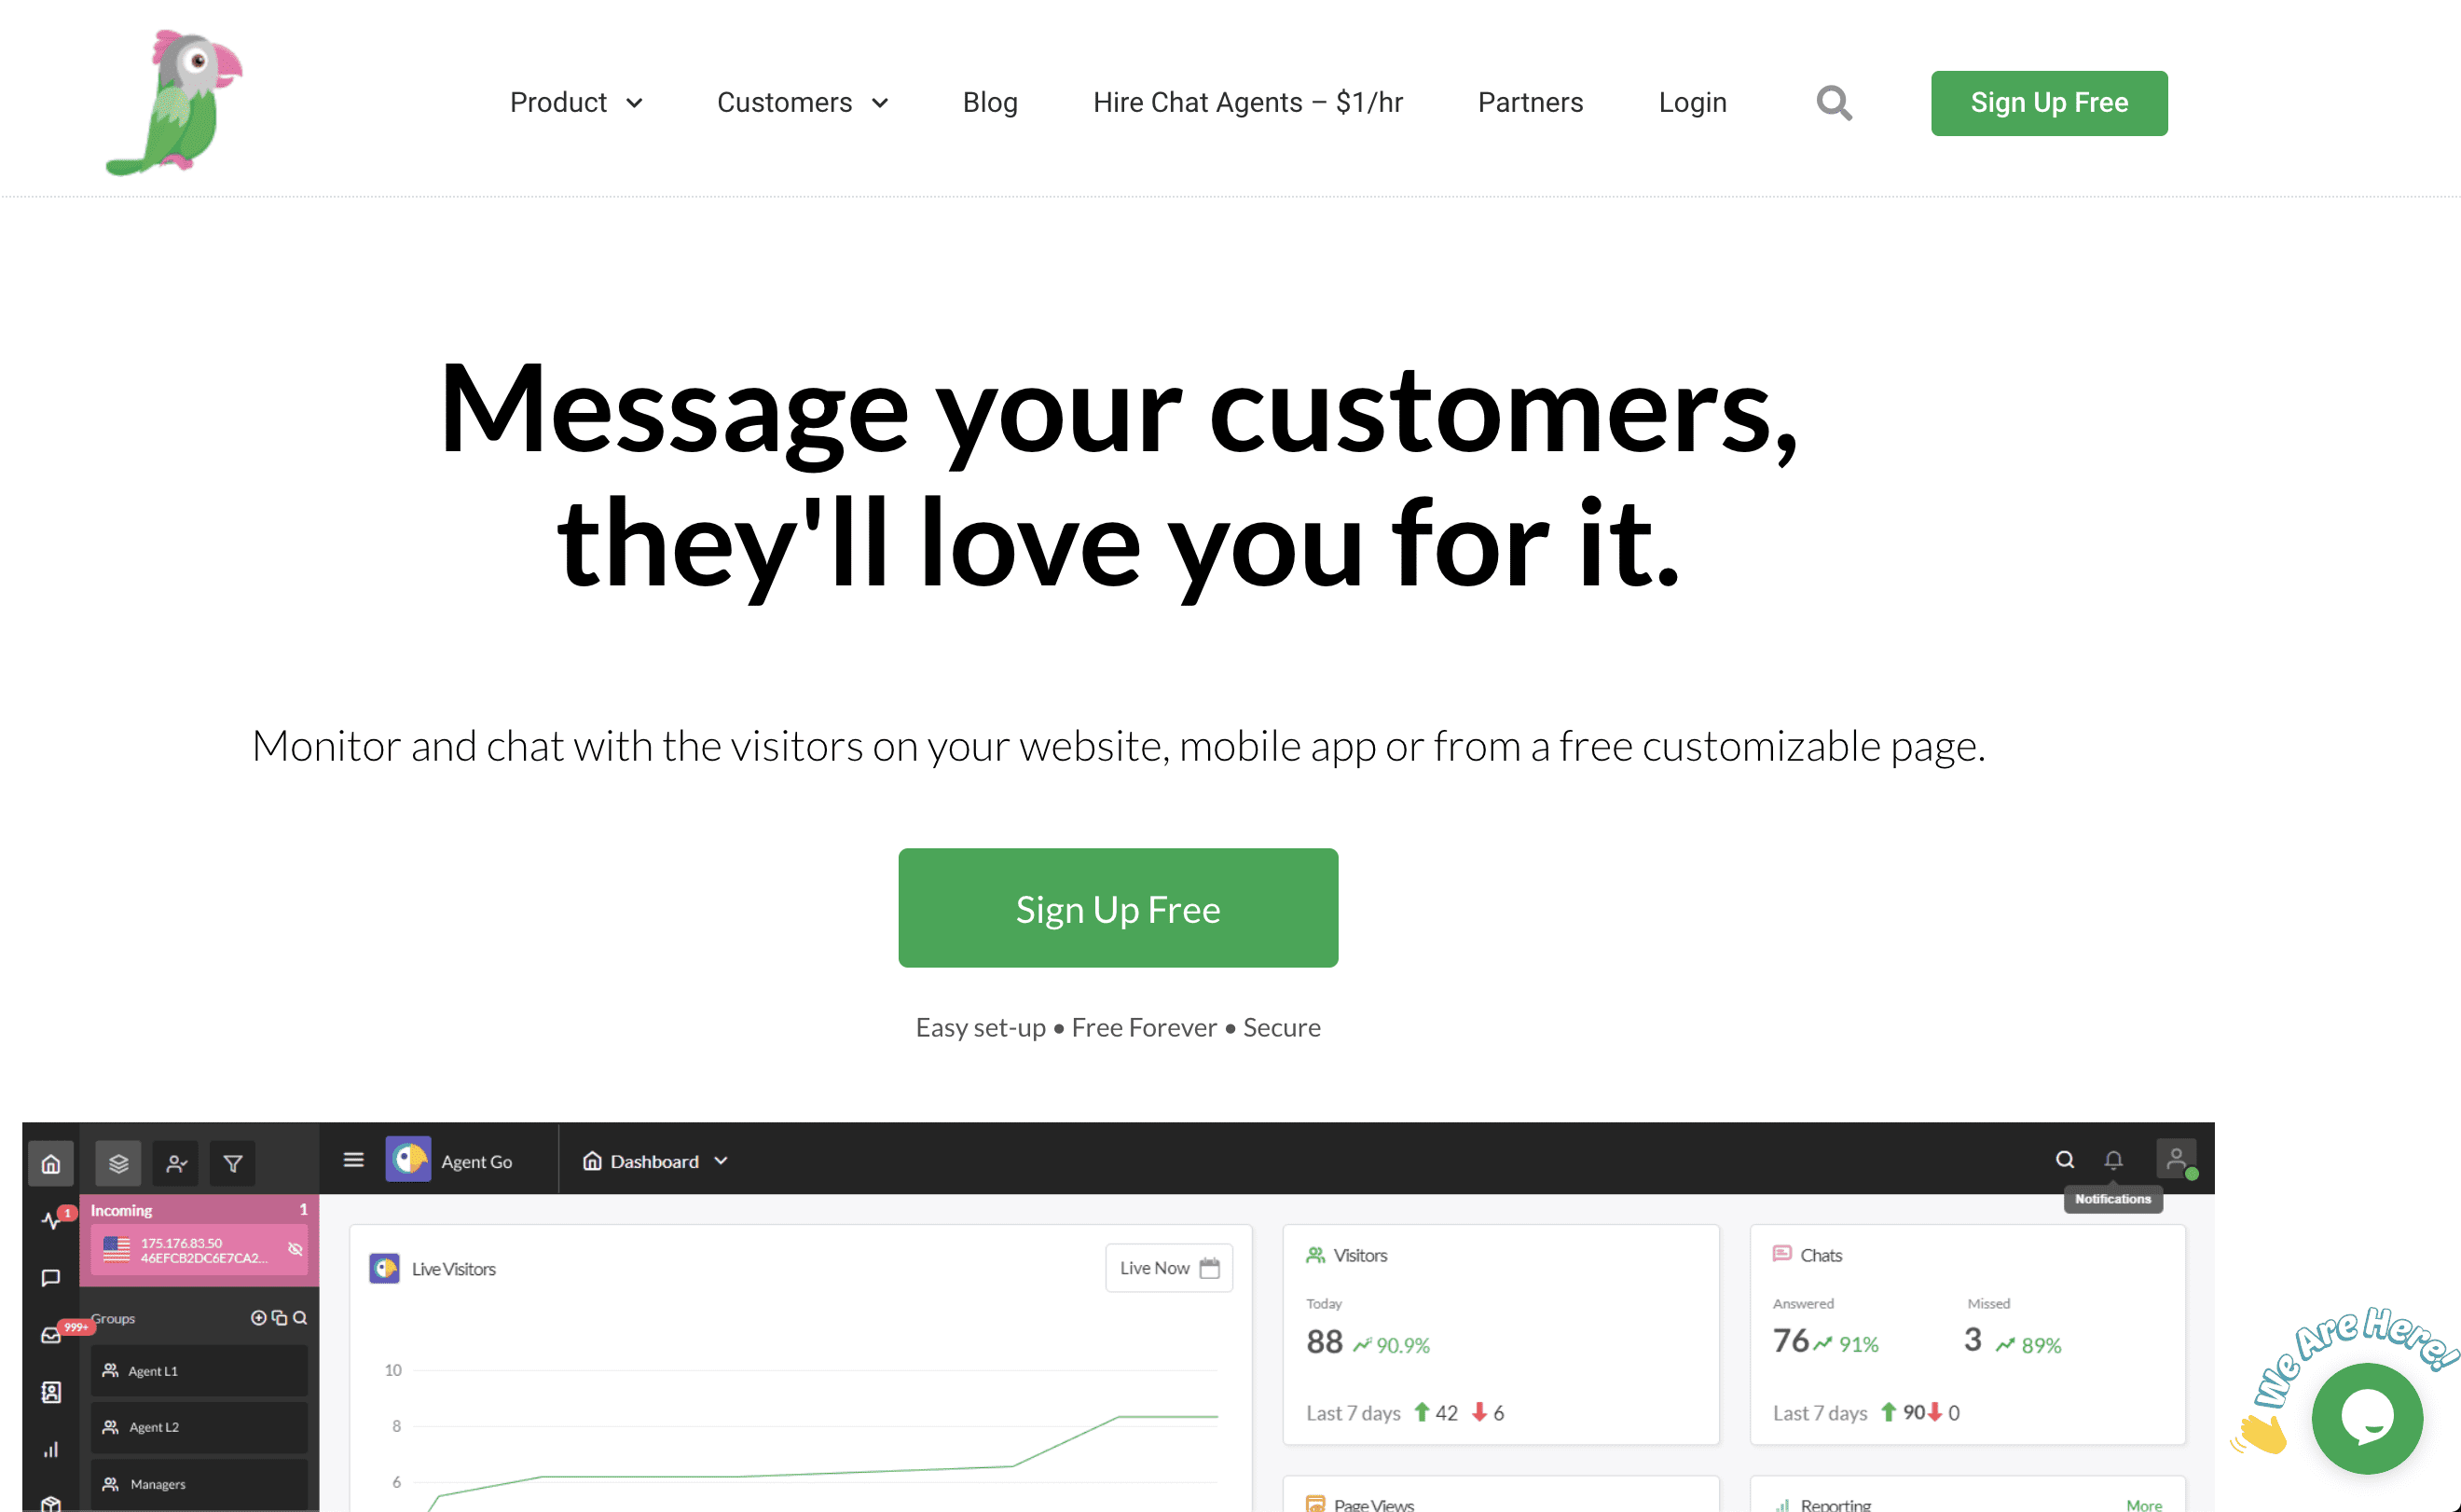 Product
Customers
Blog
Hire Chat Agents – $1/hr
Partners
Login
Sign Up Free
Message your customers,
they'll love you for it.
Monitor and chat with the visitors on your website, mobile app or from a free customizable page.
Sign Up Free
Easy set-up • Free Forever • Secure
Agent Go
Dashboard
Notifications
1
Incoming 1
175.176.83.50
46EFCB2DC6E7CA2...
999+
Groups
Agent L1
Agent L2
Managers
Live Visitors
Live Now
10
8
6
Visitors
Today
88 90.9%
Last 7 days 42 6
Chats
Answered Missed
76 91% 3 89%
Last 7 days 90 0
Page Views
Reporting
More
We Are Here!